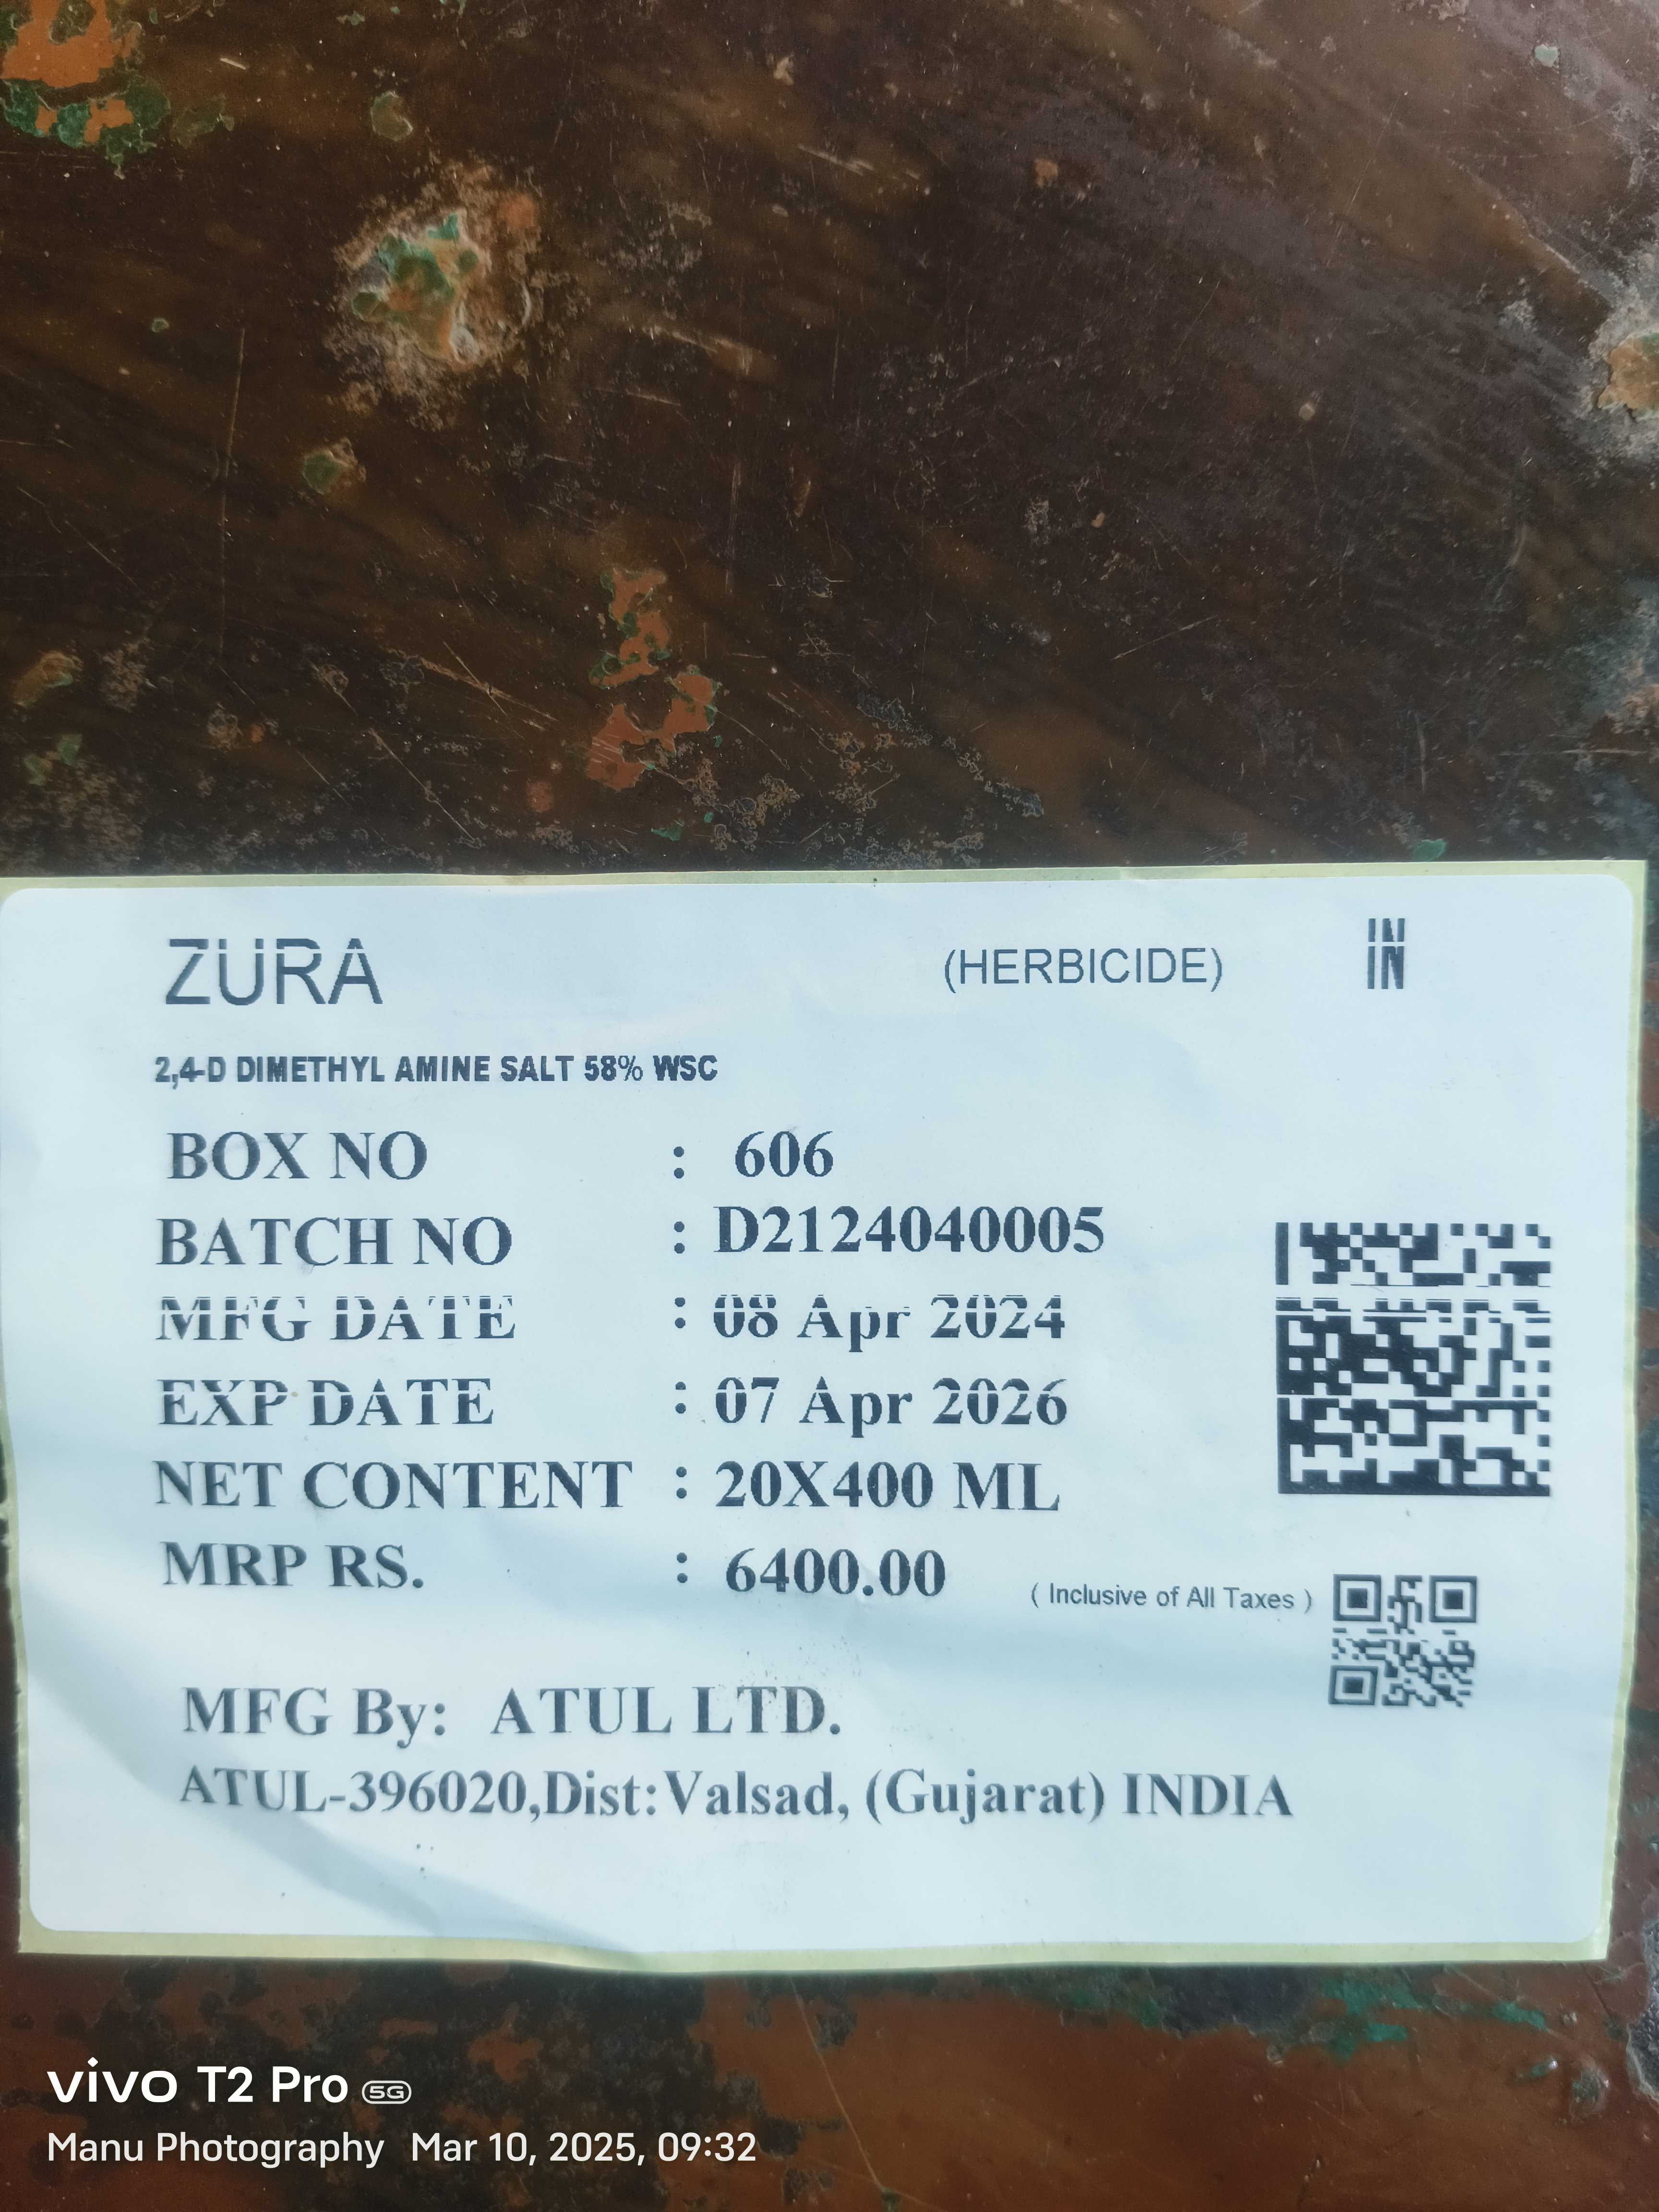 ZURA (HERBICIDE) IN
IN
2,4-D DIMETHYL AMINE SALT 58% WSC
BOX NO : 606
BATCH NO : D2124040005
MFG DATE : 08 Apr 2024
EXP DATE : 07 Apr 2026
NET CONTENT : 20X400 ML
MRP RS. : 6400.00 ( Inclusive of All Taxes )
MFG By: ATUL LTD.
ATUL-396020,Dist:Valsad, (Gujarat) INDIA
vivo T2 Pro 5G
Manu Photography Mar 10, 2025, 09:32